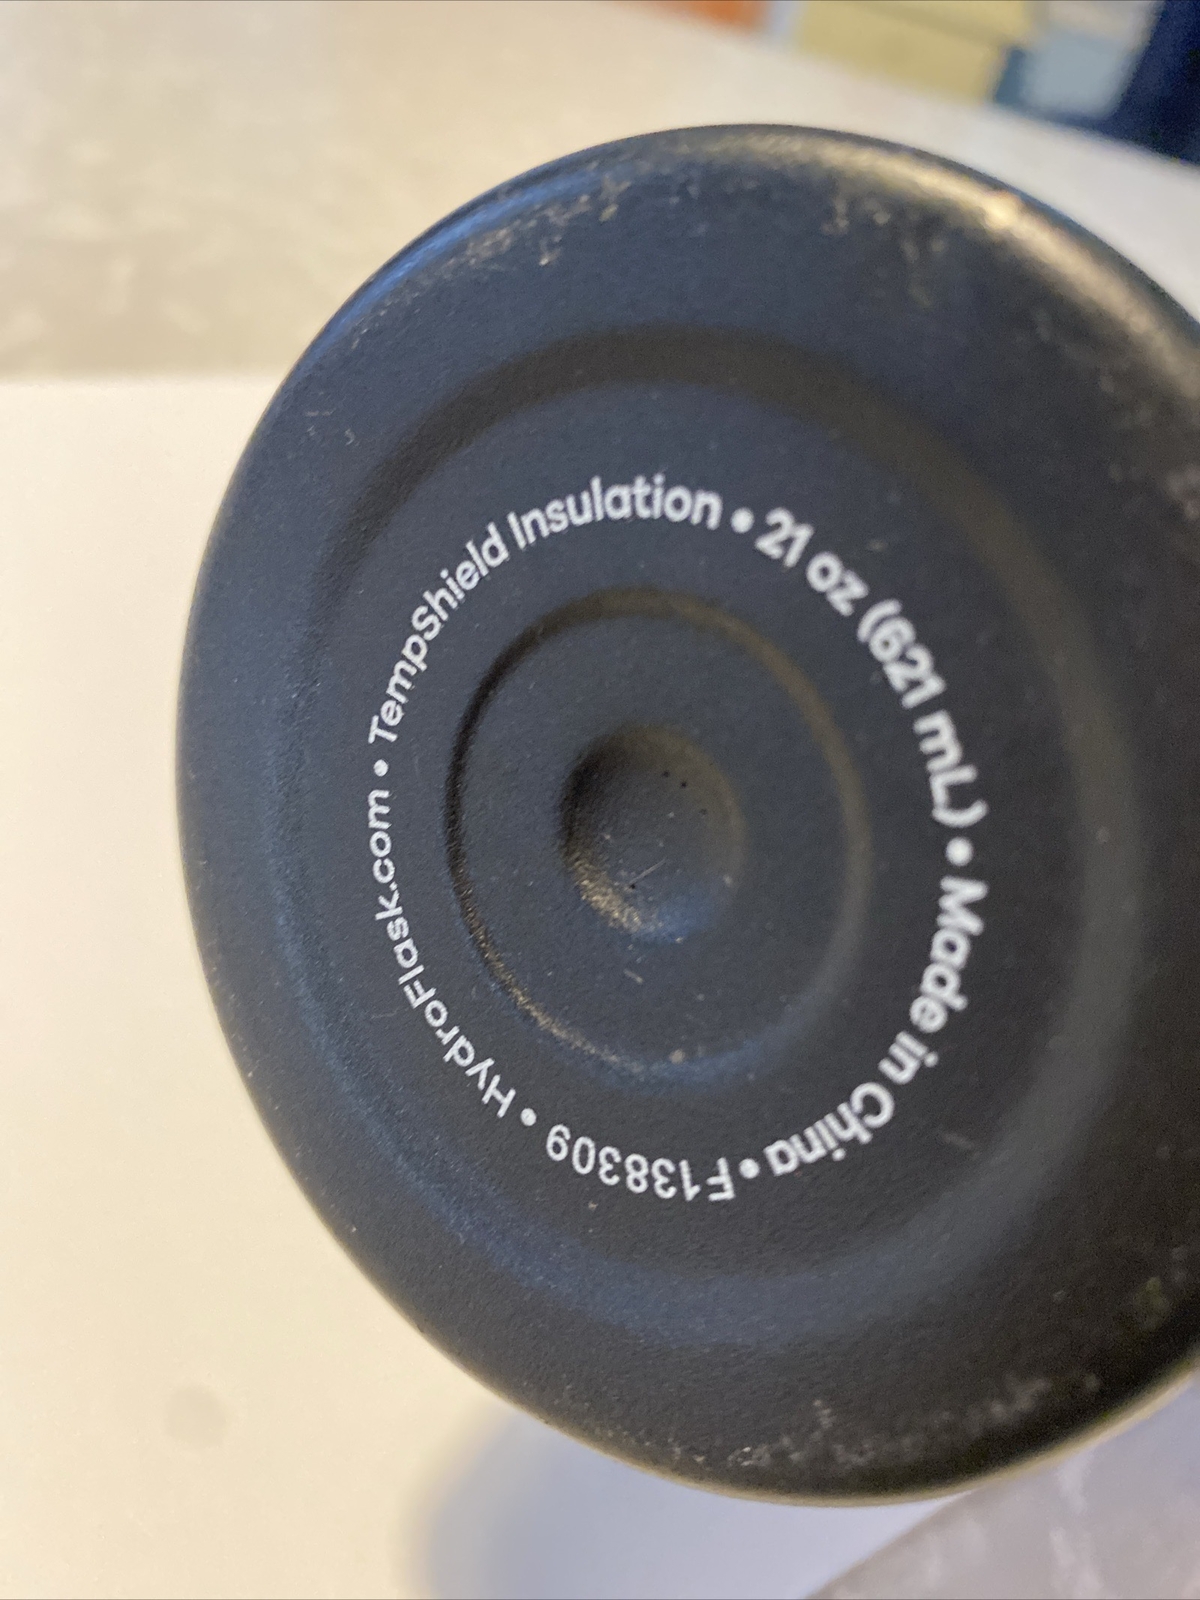 TempShield Insulation • 21 oz (621 mL) • Made in China • F138309 • HydroFlask.com •